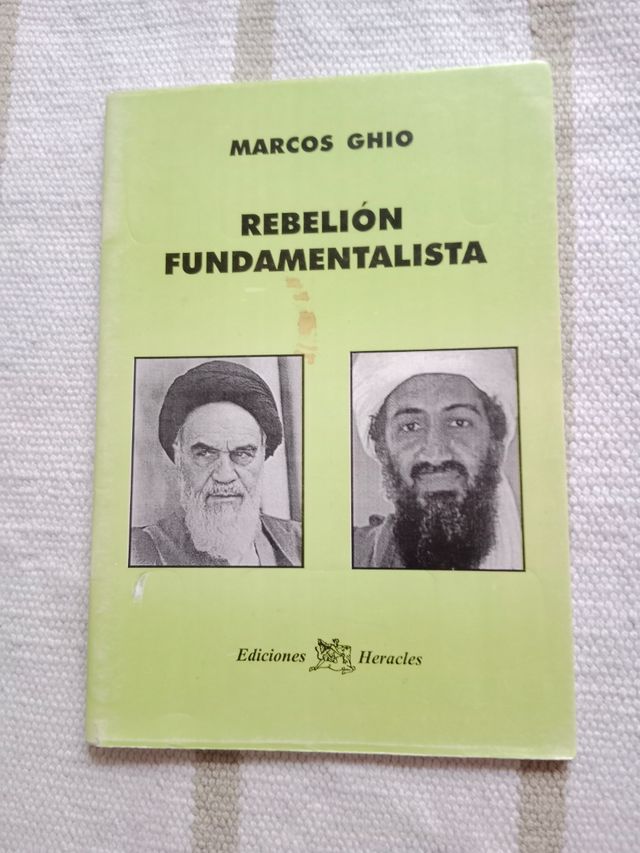 MARCOS GHIO
REBELIÓN
FUNDAMENTALISTA
Ediciones Heracles